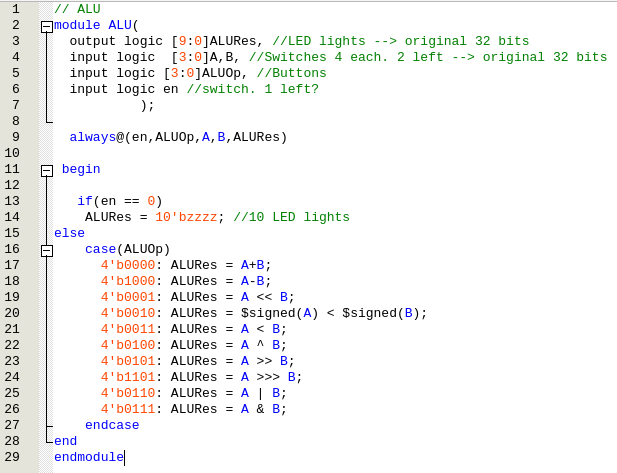 1 // ALU
2 module ALU(
3 output logic [9:0]ALURes, //LED lights --> original 32 bits
4 input logic [3:0]A,B, //Switches 4 each. 2 left --> original 32 bits
5 input logic [3:0]ALUOp, //Buttons
6 input logic en //switch. 1 left?
7 );
8
9 always@(en,ALUOp,A,B,ALURes)
10
11 begin
12
13 if(en == 0)
14 ALURes = 10'bzzzz; //10 LED lights
15 else
16 case(ALUOp)
17 4'b0000: ALURes = A+B;
18 4'b1000: ALURes = A-B;
19 4'b0001: ALURes = A << B;
20 4'b0010: ALURes = $signed(A) < $signed(B);
21 4'b0011: ALURes = A < B;
22 4'b0100: ALURes = A ^ B;
23 4'b0101: ALURes = A >> B;
24 4'b1101: ALURes = A >>> B;
25 4'b0110: ALURes = A | B;
26 4'b0111: ALURes = A & B;
27 endcase
28 end
29 endmodule